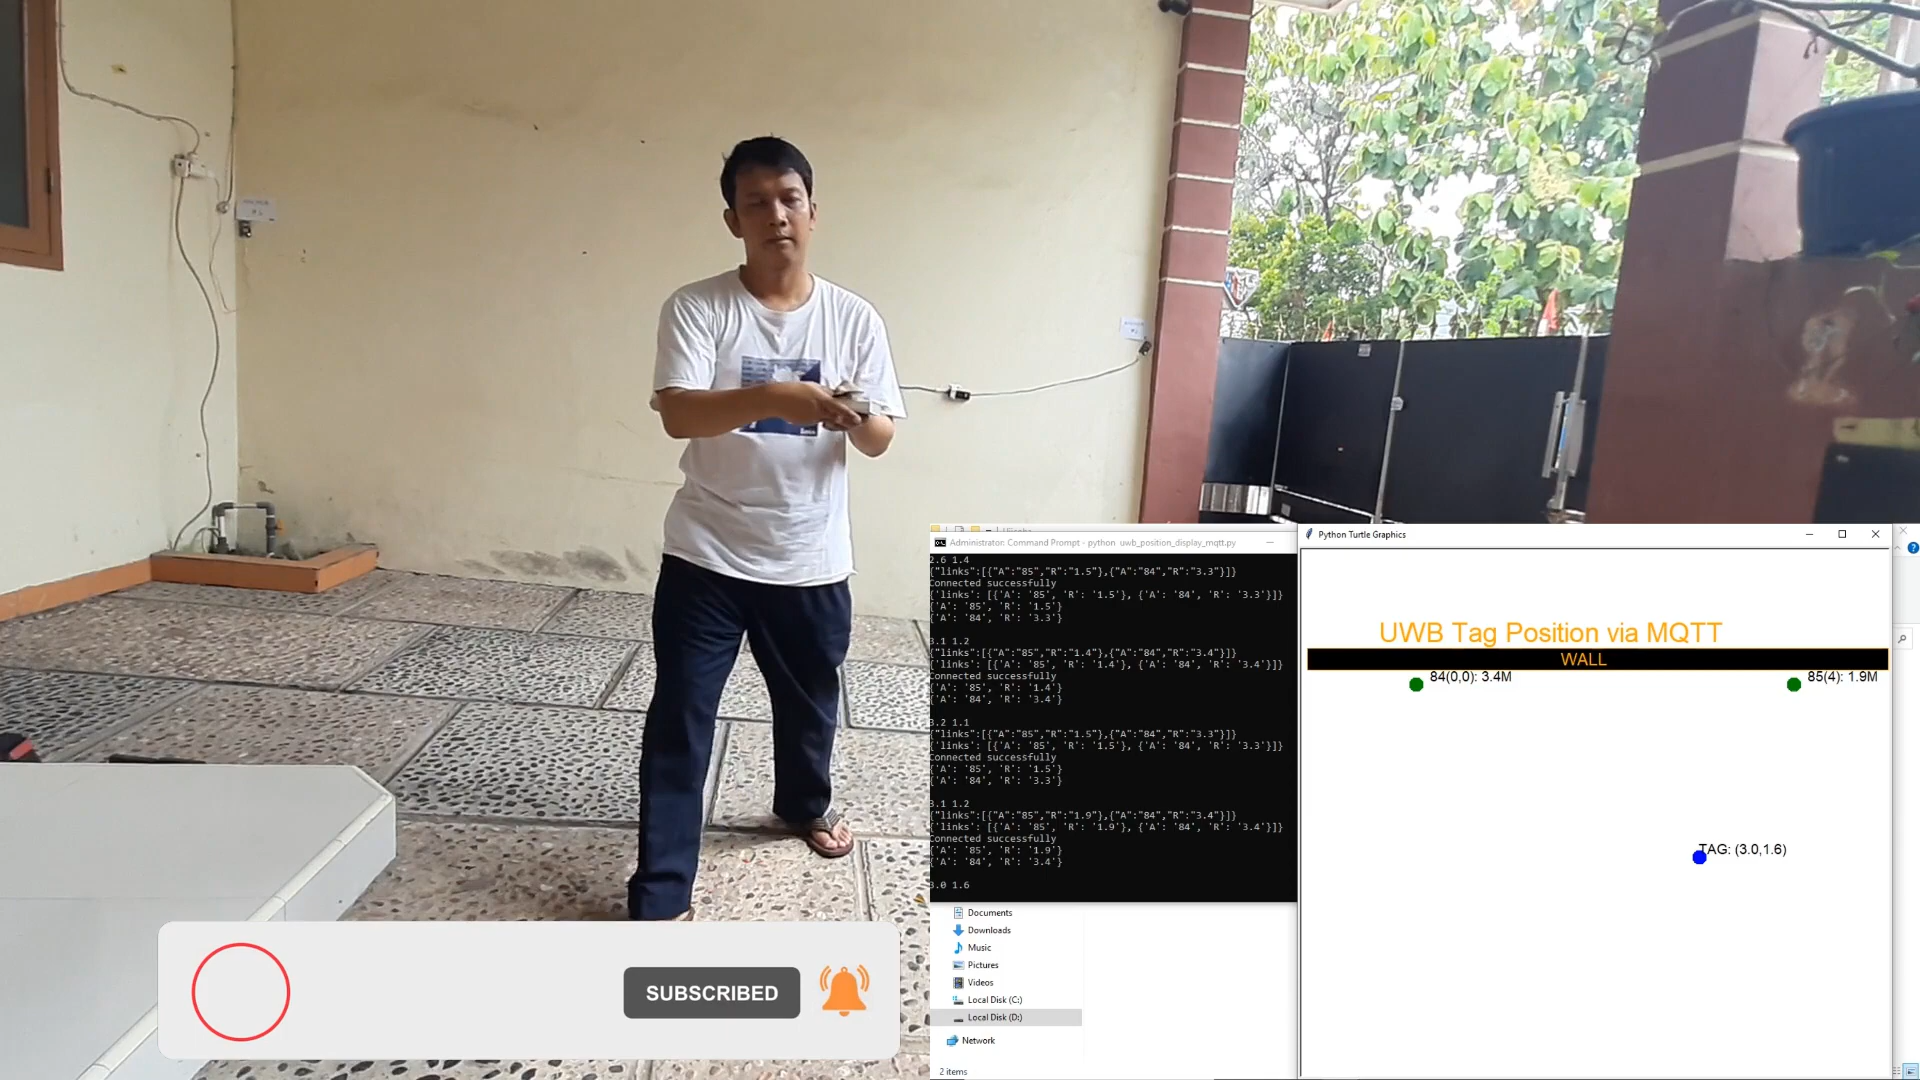 Administrator: Command Prompt - python uwb_position_display_mqtt.py
2.6 1.4
{"links":[{"A":"85","R":"1.5"},{"A":"84","R":"3.3"}]}
Connected successfully
{'links': [{'A': '85', 'R': '1.5'}, {'A': '84', 'R': '3.3'}]}
{'A': '85', 'R': '1.5'}
{'A': '84', 'R': '3.3'}
3.1 1.2
{"links":[{"A":"85","R":"1.4"},{"A":"84","R":"3.4"}]}
{'links': [{'A': '85', 'R': '1.4'}, {'A': '84', 'R': '3.4'}]}
Connected successfully
{'A': '85', 'R': '1.4'}
{'A': '84', 'R': '3.4'}
3.2 1.1
{"links":[{"A":"85","R":"1.5"},{"A":"84","R":"3.3"}]}
{'links': [{'A': '85', 'R': '1.5'}, {'A': '84', 'R': '3.3'}]}
Connected successfully
{'A': '85', 'R': '1.5'}
{'A': '84', 'R': '3.3'}
3.1 1.2
{"links":[{"A":"85","R":"1.9"},{"A":"84","R":"3.4"}]}
{'links': [{'A': '85', 'R': '1.9'}, {'A': '84', 'R': '3.4'}]}
Connected successfully
{'A': '85', 'R': '1.9'}
{'A': '84', 'R': '3.4'}
3.0 1.6
Documents
Downloads
Music
Pictures
Videos
Local Disk (C:)
Local Disk (D:)
Network
2 items
Python Turtle Graphics
UWB Tag Position via MQTT
WALL
84(0,0): 3.4M
85(4): 1.9M
TAG: (3.0,1.6)
SUBSCRIBED